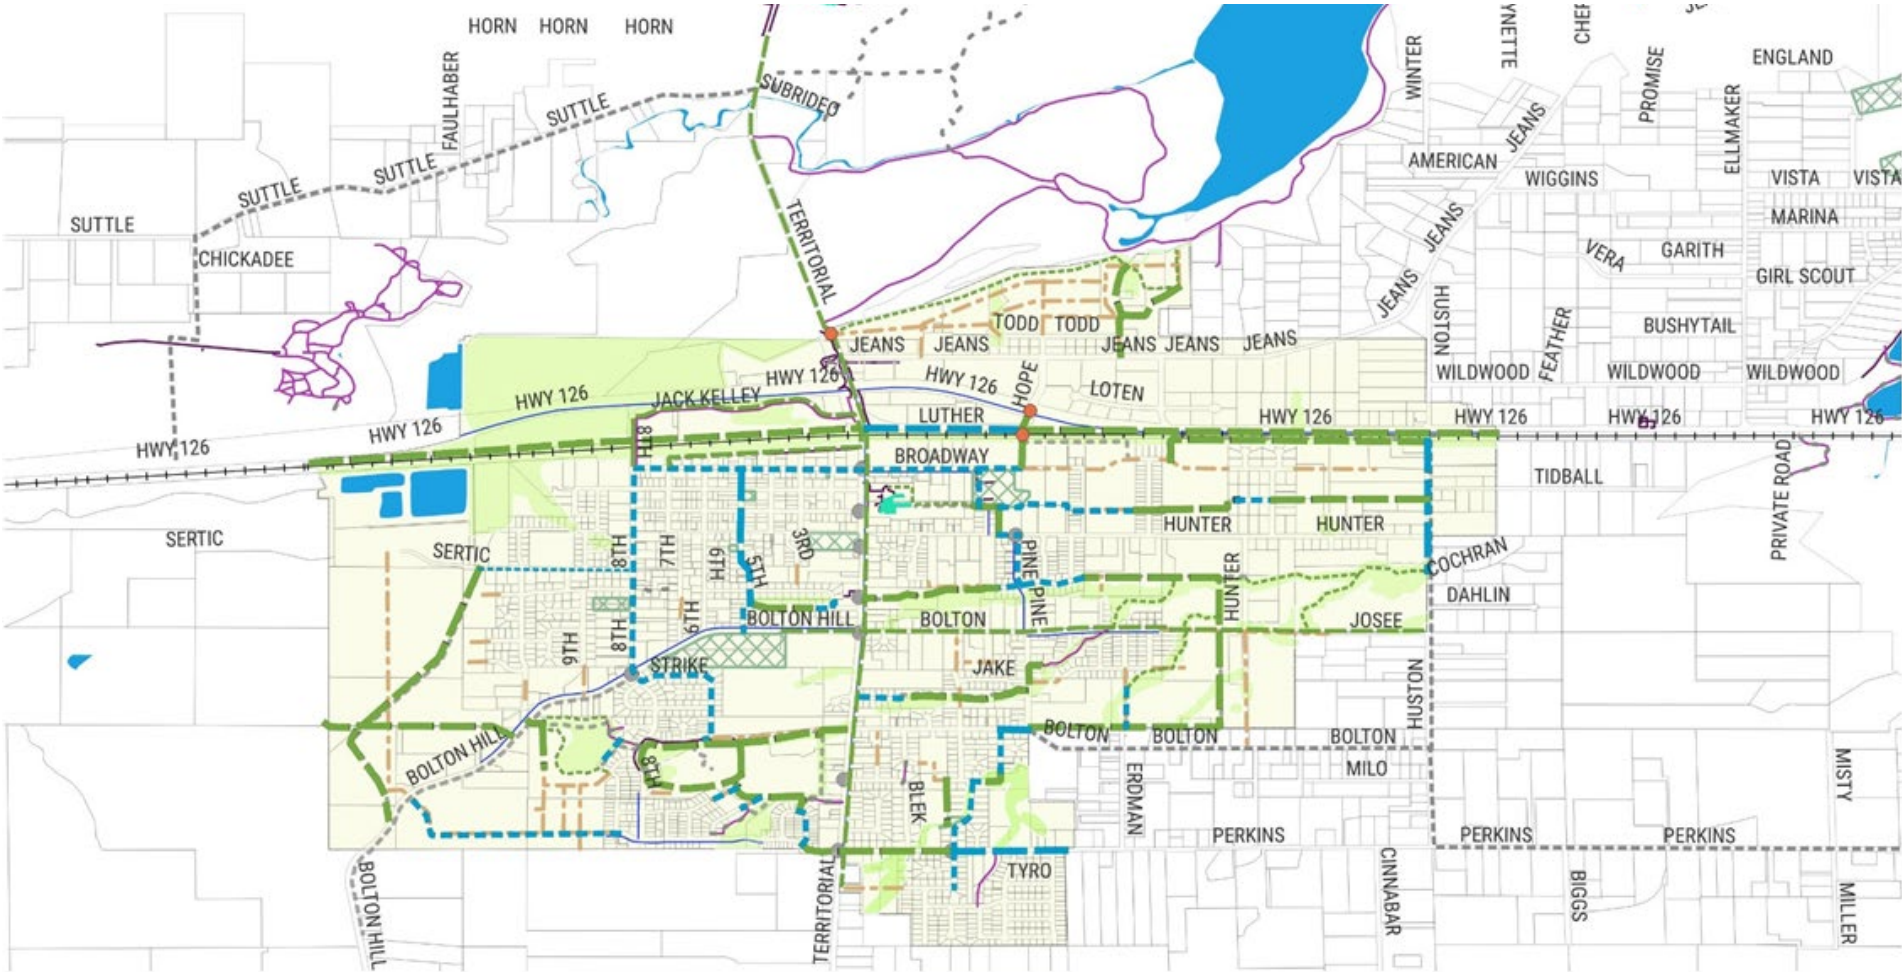 HORN HORN HORN
FAULHABER
SUTTLE
SUBRIDEO
WINTER
PROMISE
ENGLAND
ELLMAKER
JEANS
AMERICAN
WIGGINS
VISTA VISTA
SUTTLE
SUTTLE
SUTTLE
CHICKADEE
TERRITORIAL
JEANS
MARINA
VERA
GARITH
GIRL SCOUT
JEANS
HUSTON
FEATHER
BUSHYTAIL
TODD TODD
JEANS JEANS JEANS JEANS JEANS
WILDWOOD WILDWOOD WILDWOOD
HWY 126
HWY 126
HWY 126
HWY 126
HWY 126
JACK KELLEY
HOPE
LOTEN
LUTHER
HWY 126 HWY 126 HWY 126 HWY 126
8TH
BROADWAY
TIDBALL
PRIVATE ROAD
SERTIC
SERTIC
HUNTER HUNTER
8TH
7TH
6TH
5TH
3RD
PINE
PINE
HUNTER
COCHRAN
DAHLIN
BOLTON HILL
BOLTON
JOSEE
9TH
8TH
6TH
STRIKE
JAKE
HUSTON
BOLTON HILL
BOLTON
BOLTON
BOLTON
MILO
8TH
BLEK
ERDMAN
MISTY
PERKINS PERKINS PERKINS
BOLTON HILL
TERRITORIAL
TYRO
CINNABAR
BIGGS
MILLER